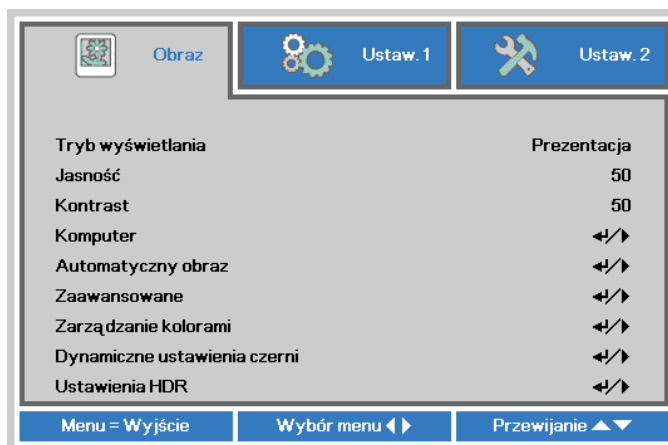 Obraz Ustaw. 1 Ustaw. 2
Tryb wyświetlania Prezentacja
Jasność 50
Kontrast 50
Komputer
Automatyczny obraz
Zaawansowane
Zarządzanie kolorami
Dynamiczne ustawienia czerni
Ustawienia HDR
Menu = Wyjście Wybór menu Przewijanie